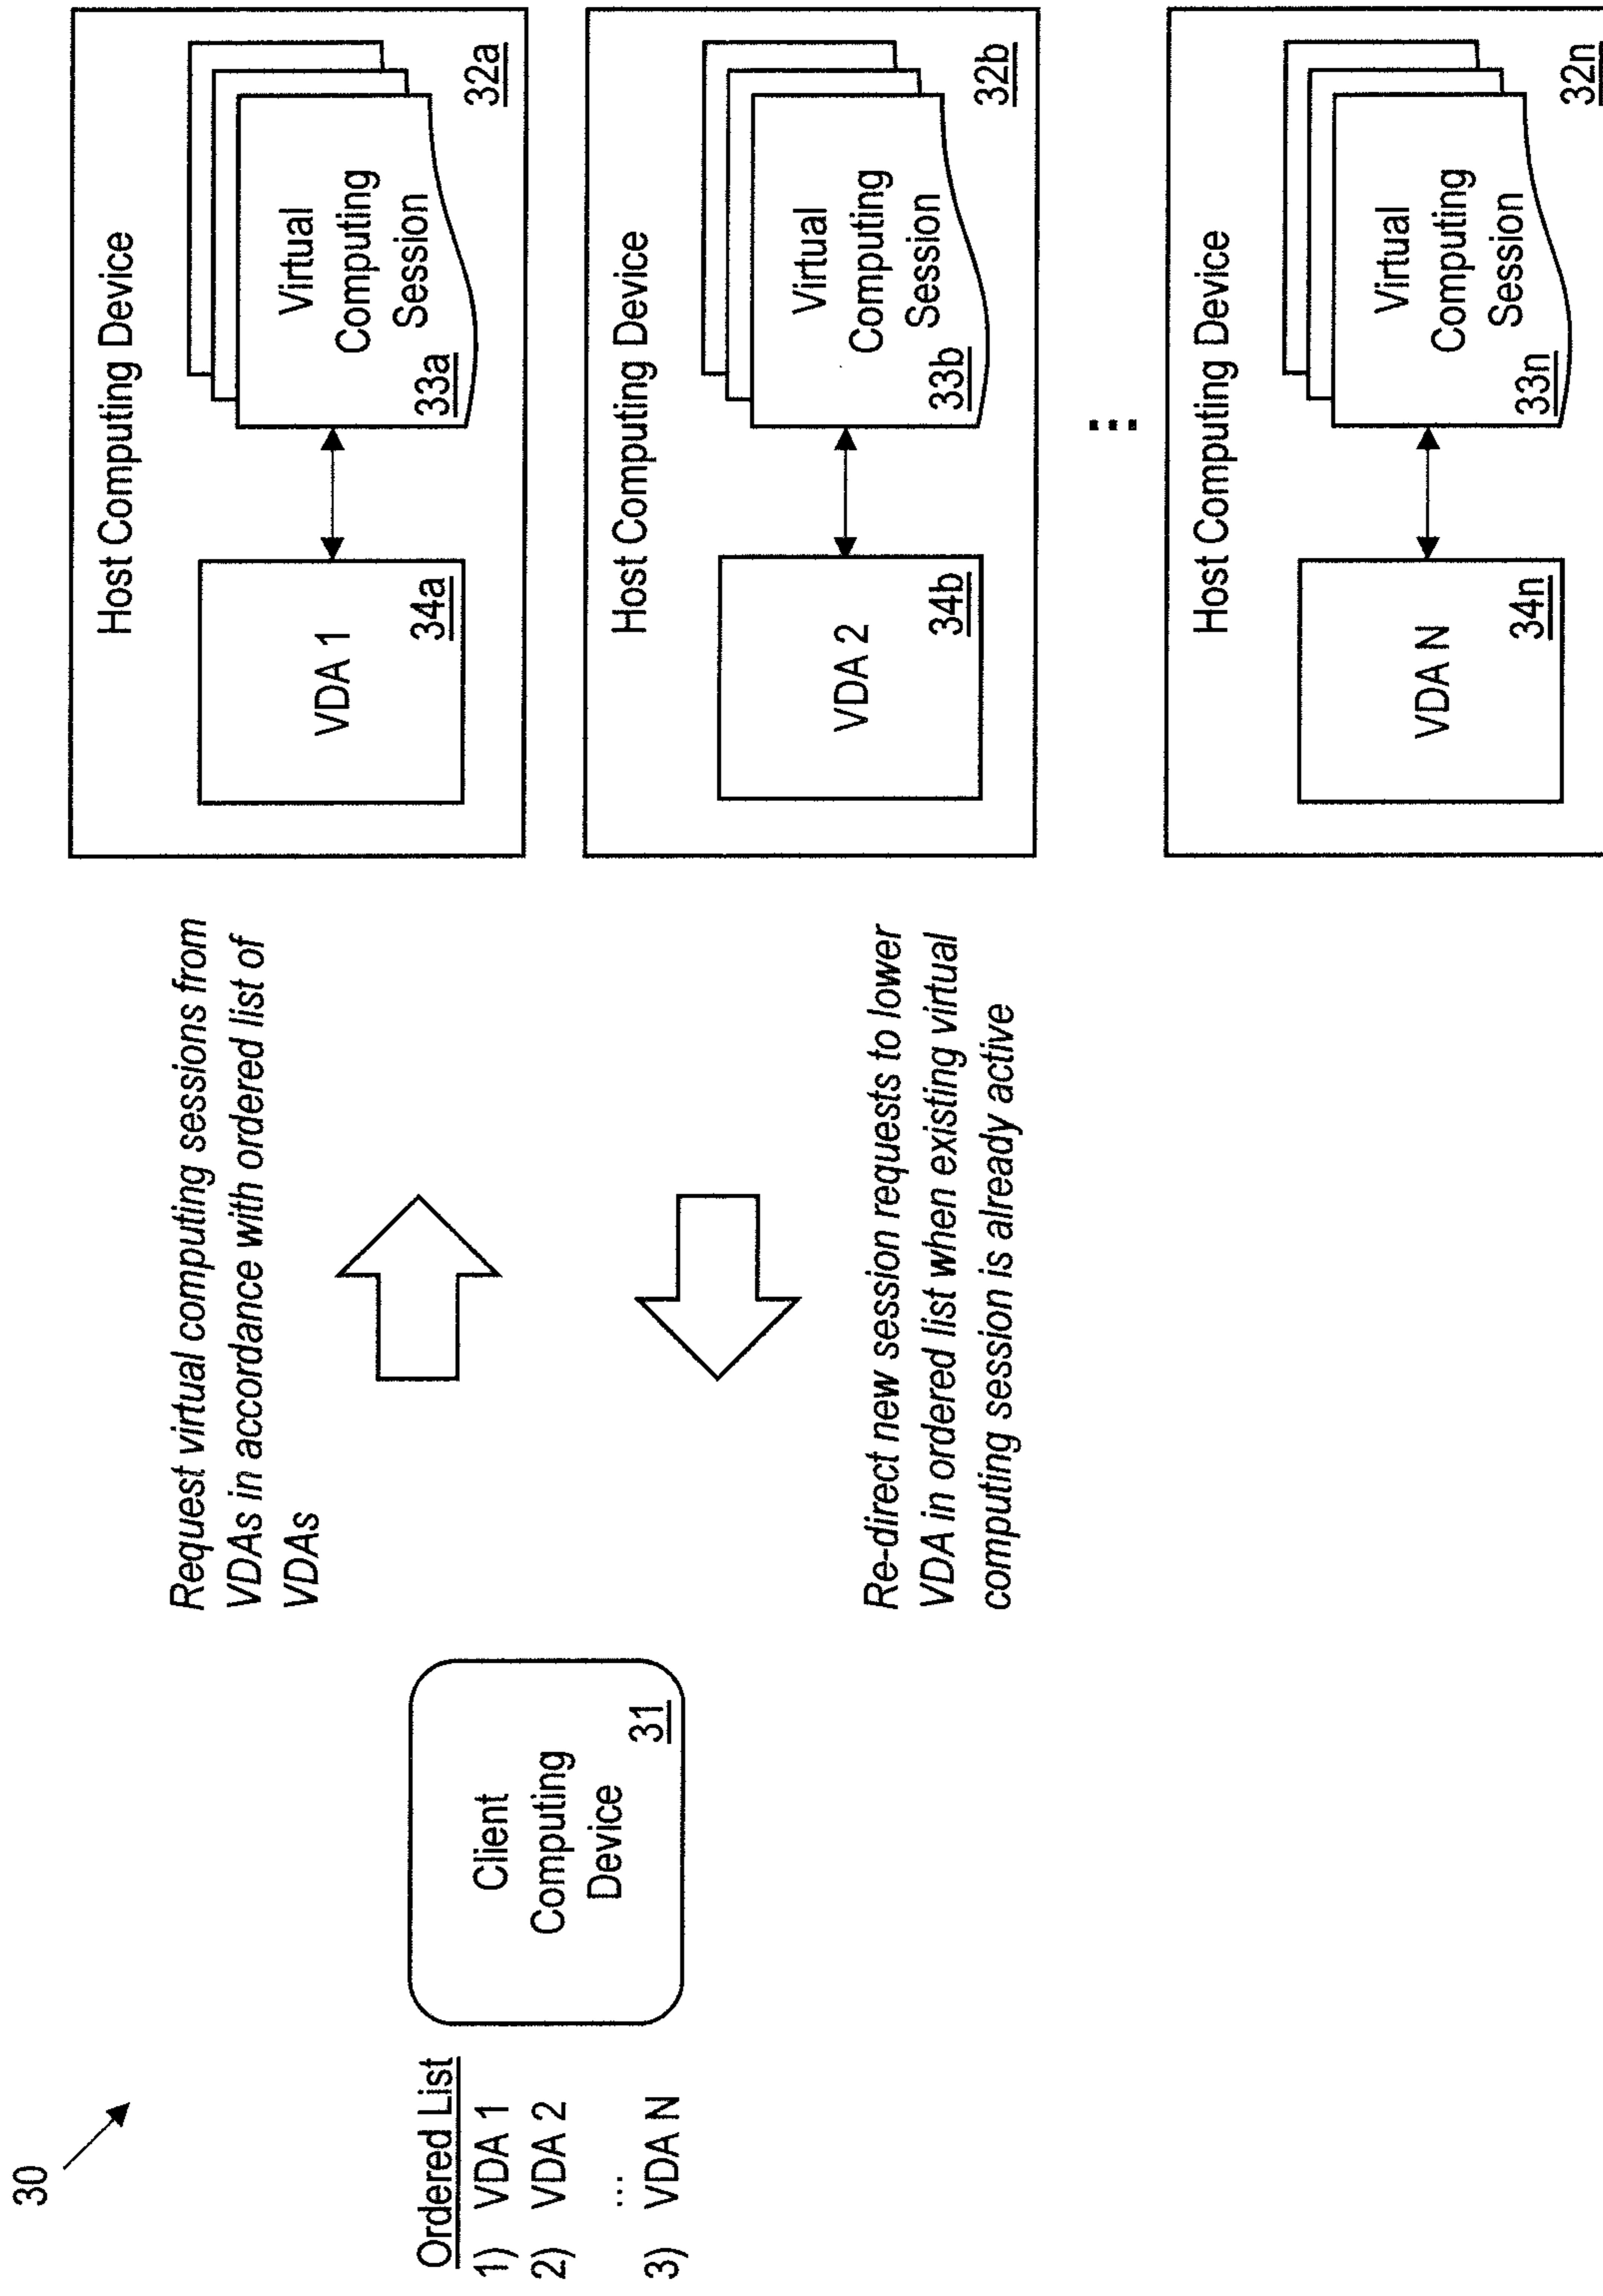 30
Ordered List
1) VDA 1
2) VDA 2
...
3) VDA N
Client
Computing
Device
31
Request virtual computing sessions from
VDAs in accordance with ordered list of
VDAs
Re-direct new session requests to lower
VDA in ordered list when existing virtual
computing session is already active
Host Computing Device
VDA 1
34a
Virtual
Computing
Session
33a
32a
Host Computing Device
VDA 2
34b
Virtual
Computing
Session
33b
32b
...
Host Computing Device
VDA N
34n
Virtual
Computing
Session
33n
32n